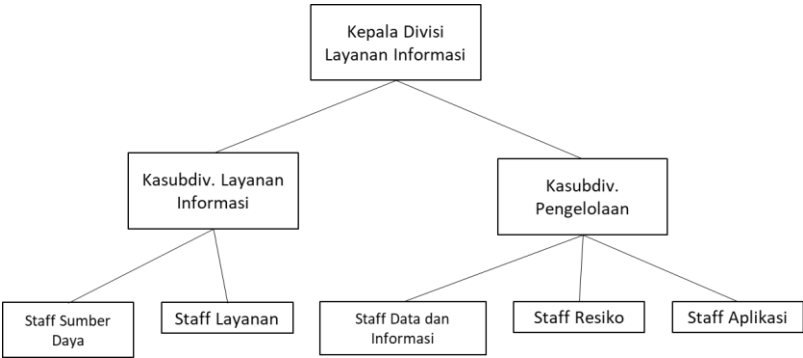 Kepala Divisi
Layanan Informasi
Kasubdiv. Layanan
Informasi
Kasubdiv.
Pengelolaan
Staff Sumber
Daya
Staff Layanan
Staff Data dan
Informasi
Staff Resiko
Staff Aplikasi